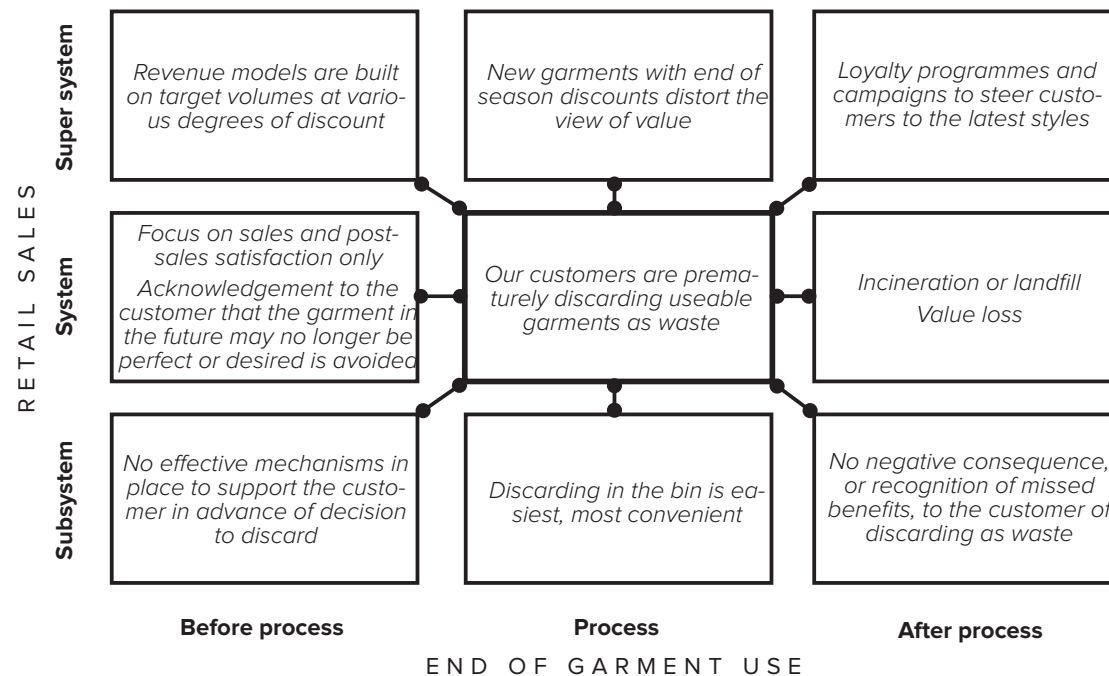 RETAIL SALES
Super system
Revenue models are built
on target volumes at vario-
us degrees of discount
New garments with end of
season discounts distort the
view of value
Loyalty programmes and
campaigns to steer custo-
mers to the latest styles
System
Focus on sales and post-
sales satisfaction only
Acknowledgement to the
customer that the garment in
the future may no longer be
perfect or desired is avoided
Our customers are prema-
turely discarding useable
garments as waste
Incineration or landfill
Value loss
Subsystem
No effective mechanisms in
place to support the custo-
mer in advance of decision
to discard
Discarding in the bin is ea-
siest, most convenient
No negative consequence,
or recognition of missed
benefits, to the customer of
discarding as waste
Before process
Process
After process
END OF GARMENT USE